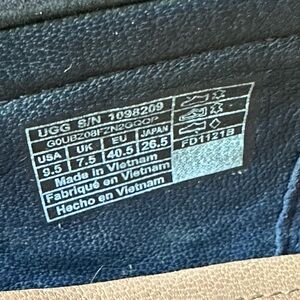 UGG S/N 1098209
G0UBZ08FZN2GQOP
USA UK EU JAPAN
9.5 7.5 40.5 26.5
Made in Vietnam
Fabriqué en Vietnam
Hecho en Vietnam
FD1121B